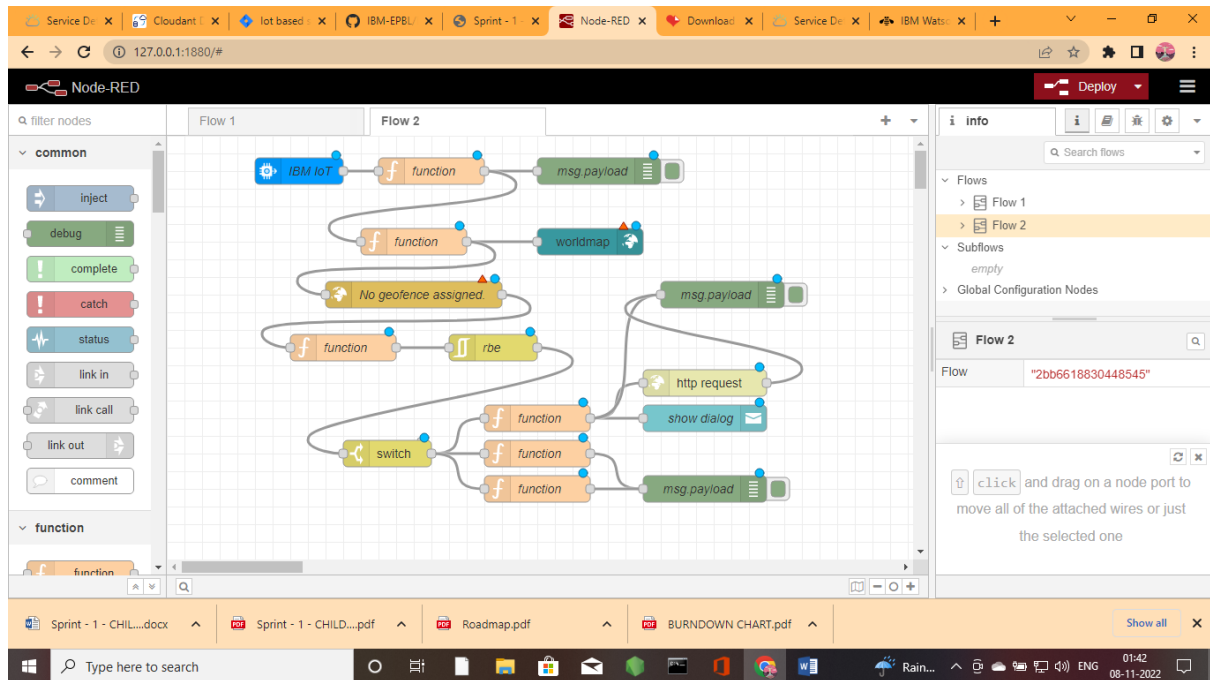 Service De
Cloudant D
Iot based s
IBM-EPBL/
Sprint - 1 -
Node-RED
Download
Service De
IBM Watso
127.0.0.1:1880/#
Node-RED
Deploy
filter nodes
Flow 1
Flow 2
i info
i
Search flows
common
inject
debug
complete
catch
status
link in
link call
link out
comment
function
function
IBM IoT
function
msg.payload
function
worldmap
No geofence assigned.
msg.payload
function
rbe
http request
function
show dialog
switch
function
function
msg.payload
Flows
Flow 1
Flow 2
Subflows
empty
Global Configuration Nodes
Flow 2
Flow
"2bb6618830448545"
click and drag on a node port to
move all of the attached wires or just
the selected one
Sprint - 1 - CHIL....docx
Sprint - 1 - CHILD....pdf
Roadmap.pdf
BURNDOWN CHART.pdf
Show all
Type here to search
Rain...
ENG
01:42
08-11-2022